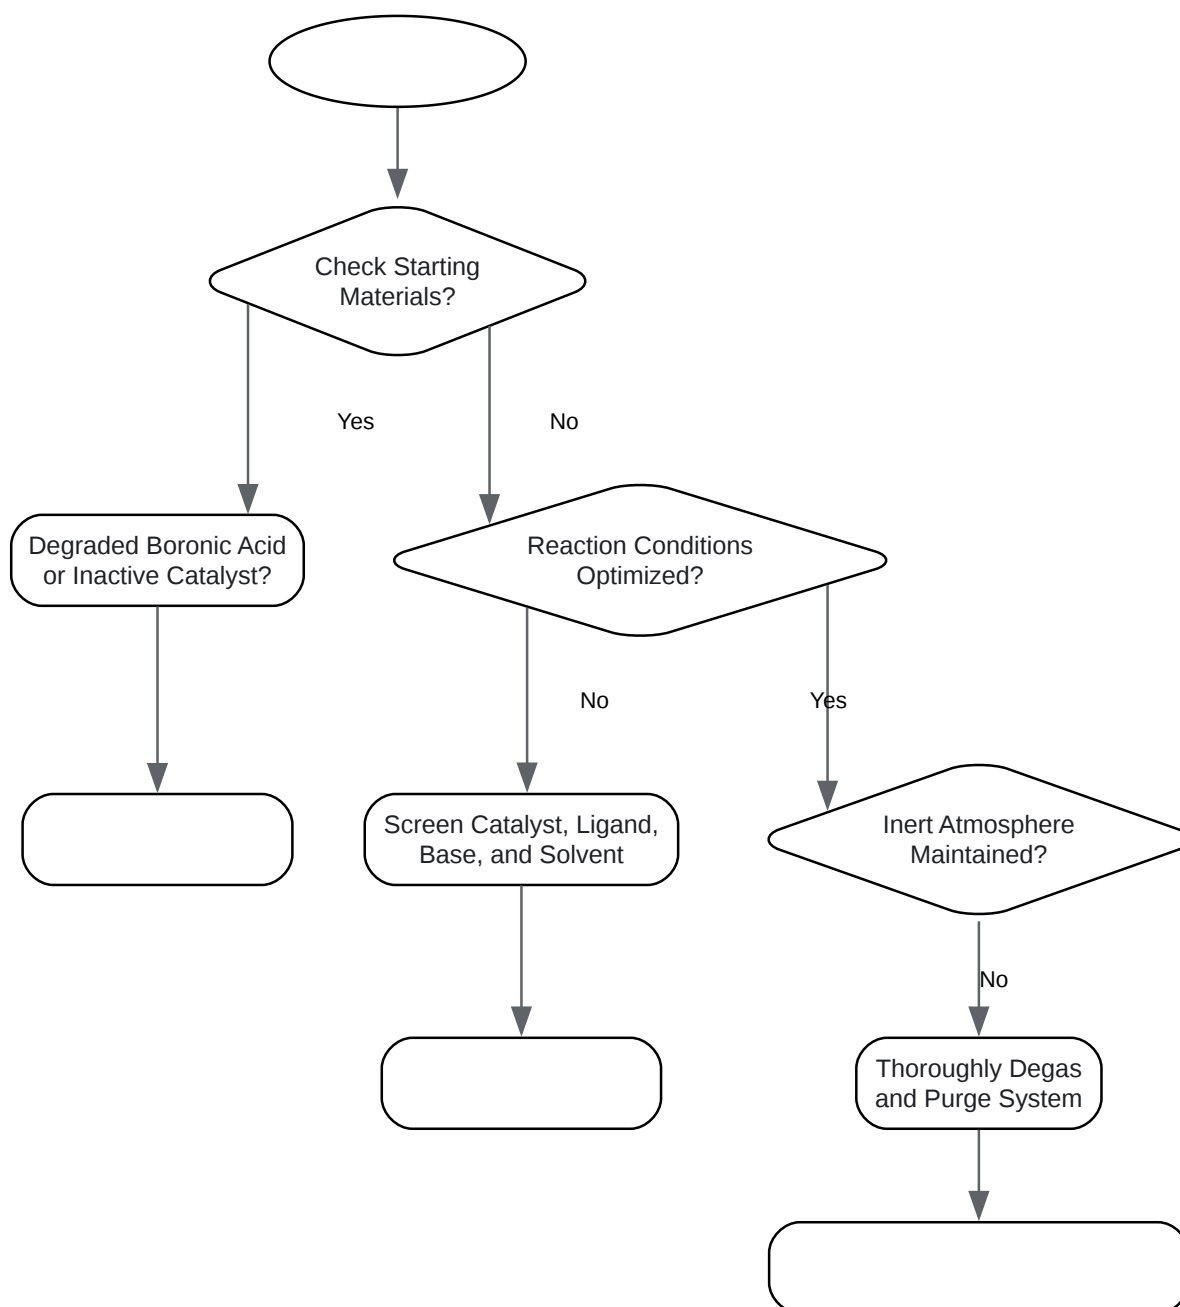 Check Starting
Materials?
Yes
No
Degraded Boronic Acid
or Inactive Catalyst?
Reaction Conditions
Optimized?
No
Yes
Screen Catalyst, Ligand,
Base, and Solvent
Inert Atmosphere
Maintained?
No
Thoroughly Degas
and Purge System